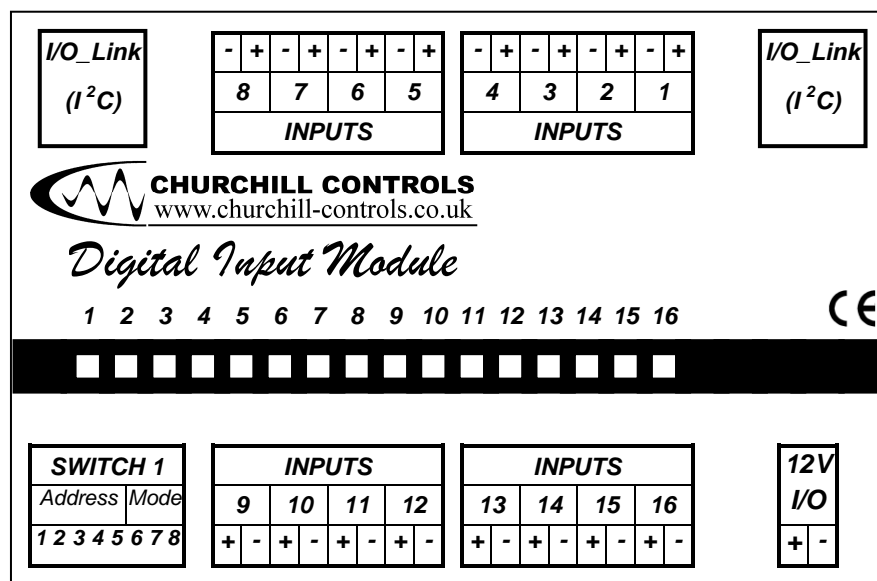 I/O_Link
(I²C)
- + - + - + - +
8 7 6 5
INPUTS
- + - + - + - +
4 3 2 1
INPUTS
I/O_Link
(I²C)
CHURCHILL CONTROLS
www.churchill-controls.co.uk
Digital Input Module
1 2 3 4 5 6 7 8 9 10 11 12 13 14 15 16
CE
SWITCH 1
Address Mode
1 2 3 4 5 6 7 8
INPUTS
9 10 11 12
+ - + - + - + -
INPUTS
13 14 15 16
+ - + - + - + -
12V
I/O
+ -